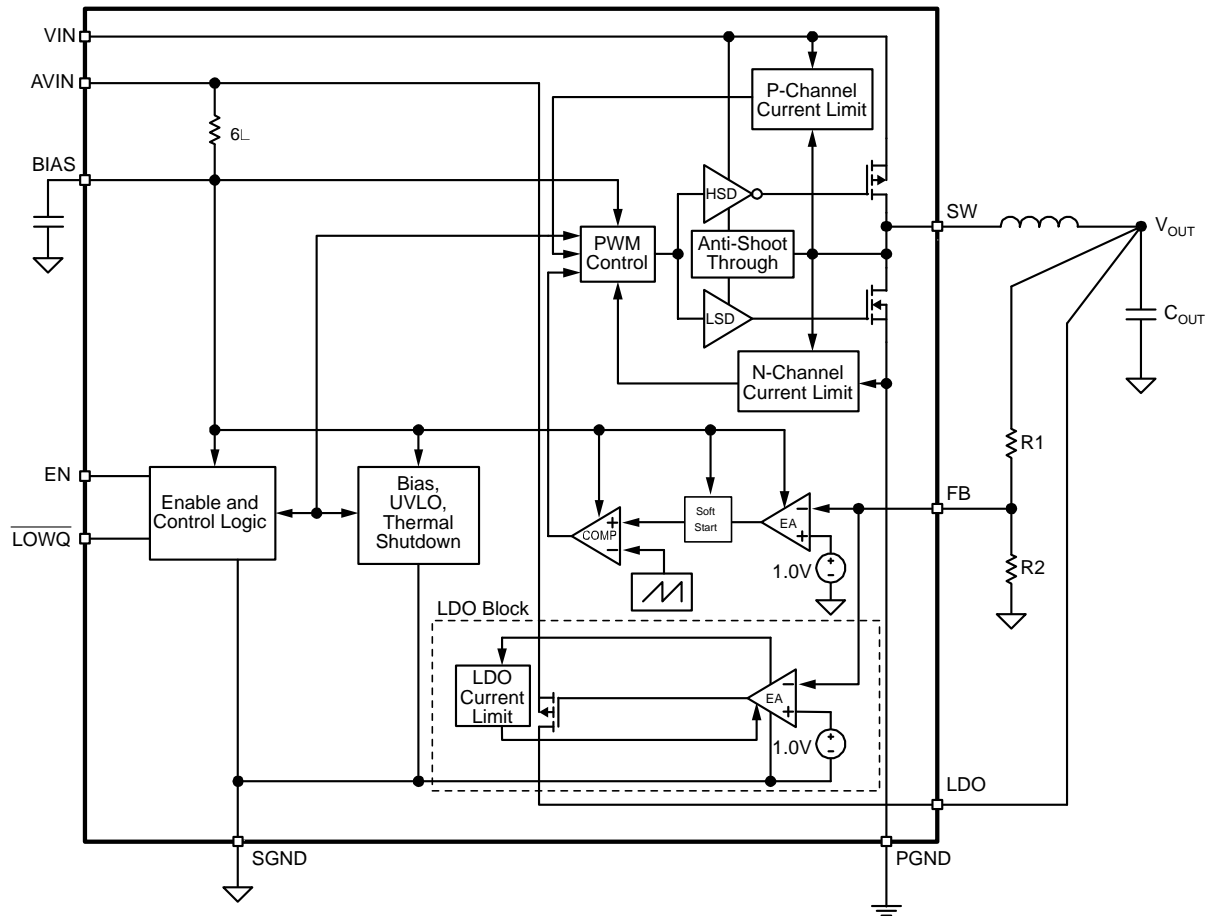 VIN
AVIN
P-Channel
Current Limit
6
BIAS
HSD
SW
VOUT
PWM
Control
Anti-Shoot
Through
LSD
COUT
N-Channel
Current Limit
R1
EN
Enable and
Control Logic
Bias,
UVLO,
Thermal
Shutdown
Soft
Start
EA
−
+
FB
LOWQ
COMP
+
−
1.0V
+
−
R2
LDO Block
LDO
Current
Limit
EA
−
+
1.0V
+
−
LDO
SGND
PGND